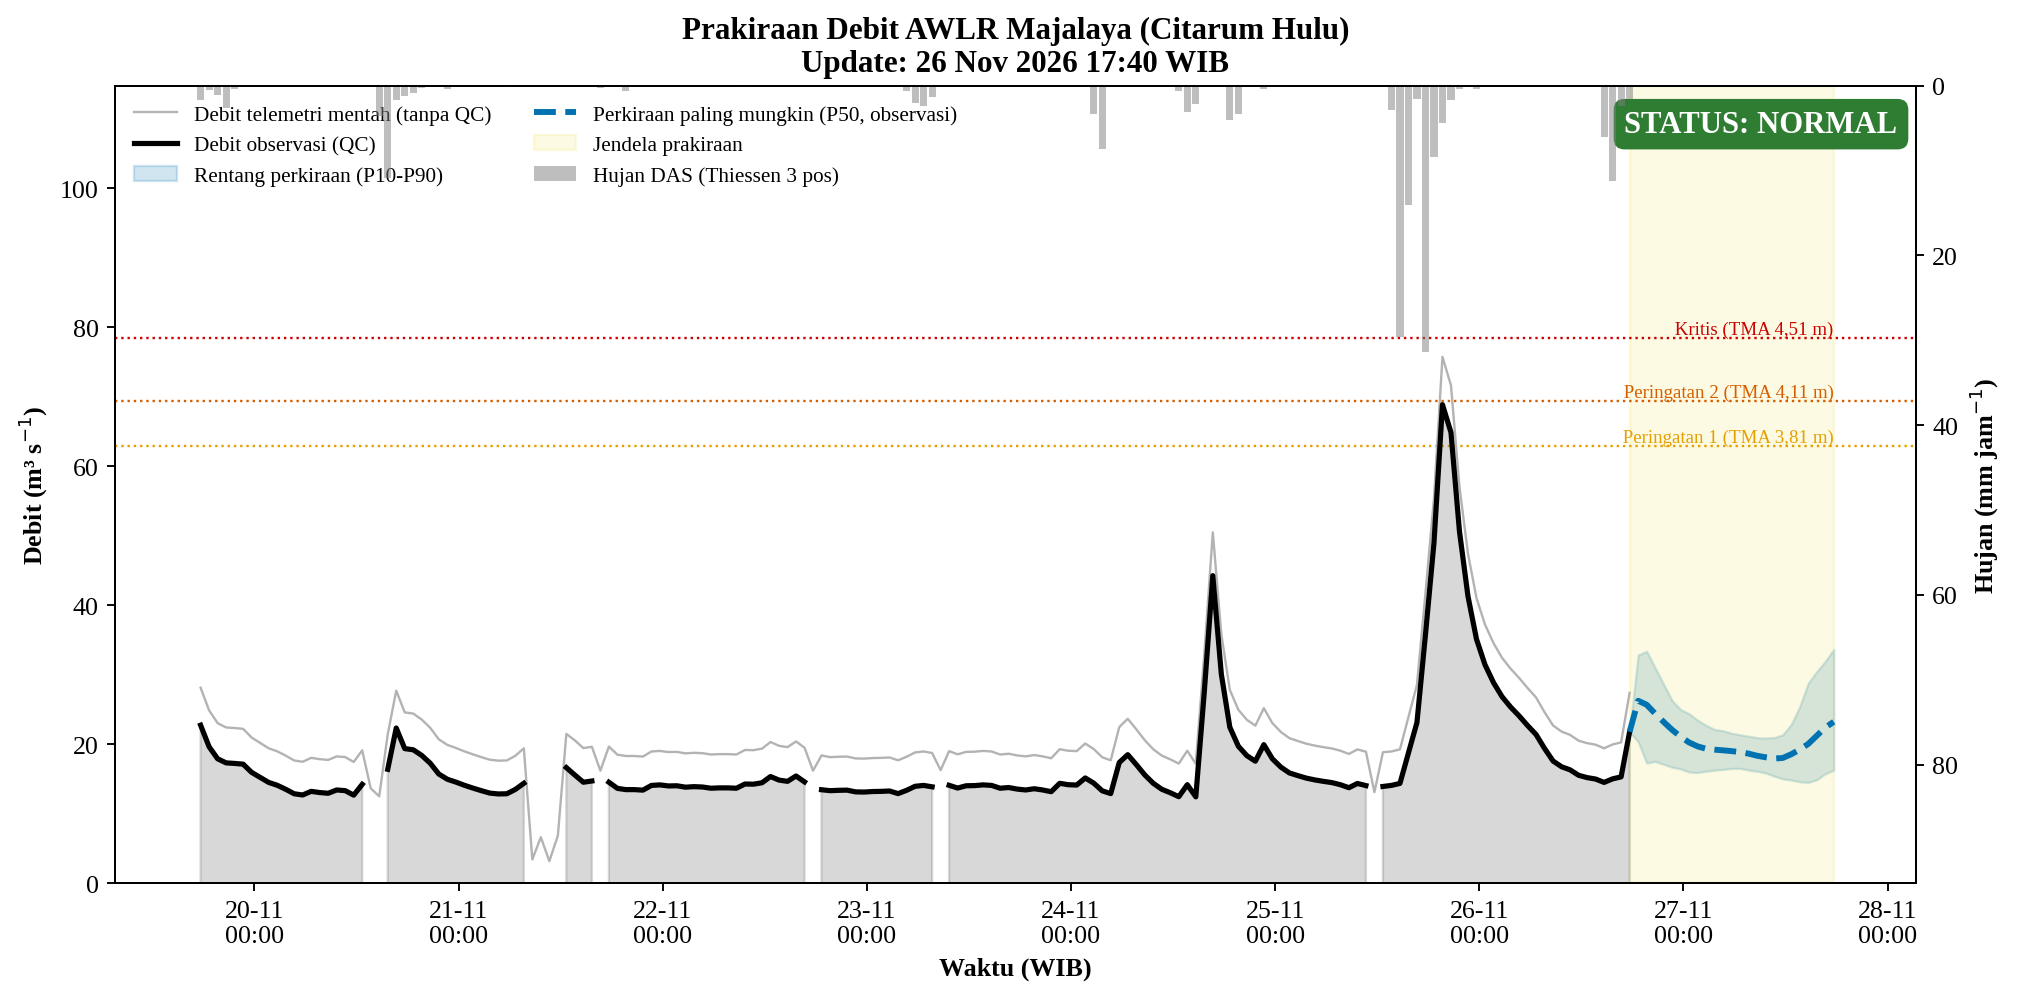 Prakiraan Debit AWLR Majalaya (Citarum Hulu)
Update: 26 Nov 2026 17:40 WIB
Debit telemetri mentah (tanpa QC)
Debit observasi (QC)
Rentang perkiraan (P10-P90)
Perkiraan paling mungkin (P50, observasi)
Jendela prakiraan
Hujan DAS (Thiessen 3 pos)
STATUS: NORMAL
Kritis (TMA 4,51 m)
Peringatan 2 (TMA 4,11 m)
Peringatan 1 (TMA 3,81 m)
Debit (m³ s⁻¹)
100
80
60
40
20
0
Hujan (mm jam⁻¹)
0
20
40
60
80
20-11
00:00
21-11
00:00
22-11
00:00
23-11
00:00
24-11
00:00
25-11
00:00
26-11
00:00
27-11
00:00
28-11
00:00
Waktu (WIB)